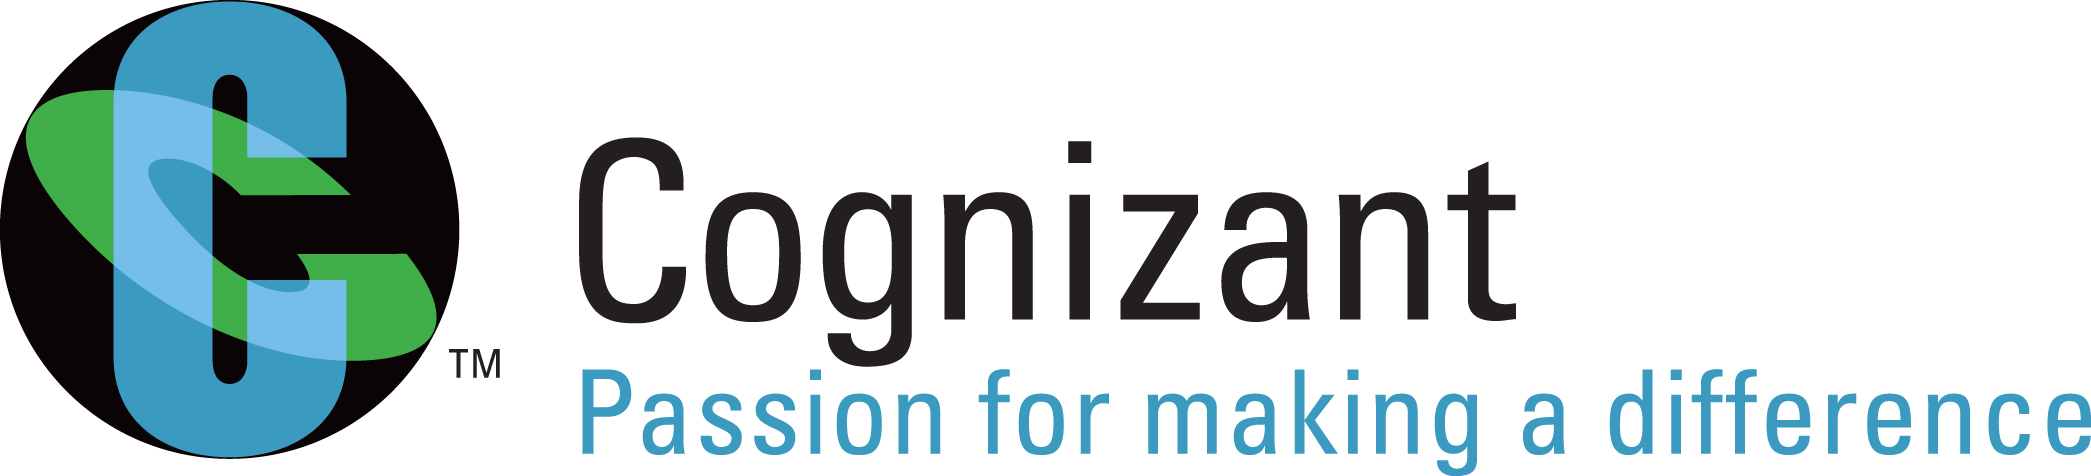 C
TM
Cognizant
Passion for making a difference